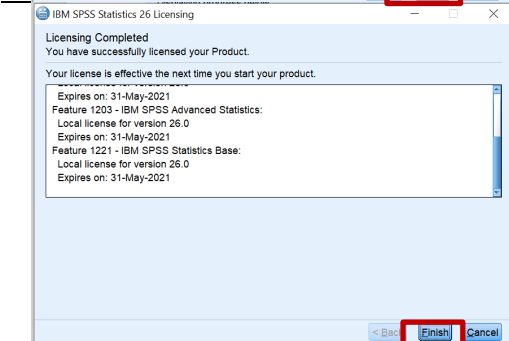 IBM SPSS Statistics 26 Licensing
Licensing Completed
You have successfully licensed your Product.
Your license is effective the next time you start your product.
Expires on: 31-May-2021
Feature 1203 - IBM SPSS Advanced Statistics:
Local license for version 26.0
Expires on: 31-May-2021
Feature 1221 - IBM SPSS Statistics Base:
Local license for version 26.0
Expires on: 31-May-2021
Finish Cancel